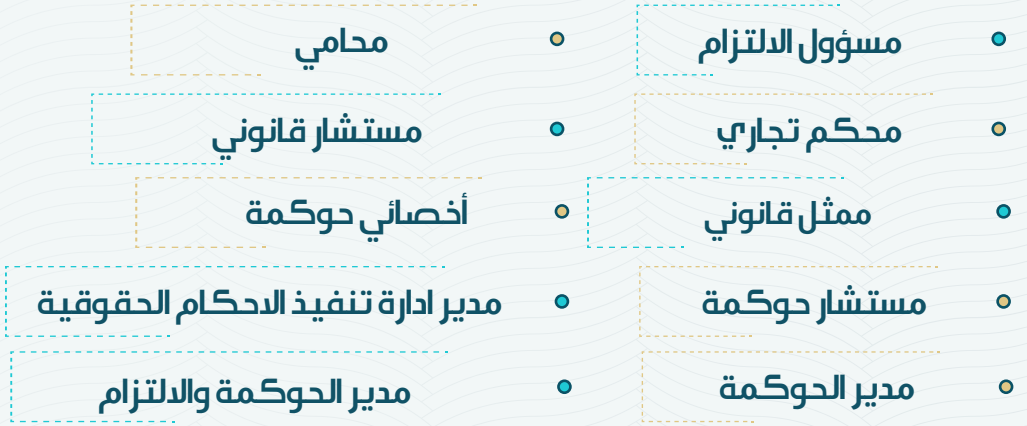 مسؤول الالتزام
محامي
محكم تجاري
مستشار قانوني
ممثل قانوني
أخصائي حوكمة
مستشار حوكمة
مدير ادارة تنفيذ الاحكام الحقوقية
مدير الحوكمة
مدير الحوكمة والالتزام